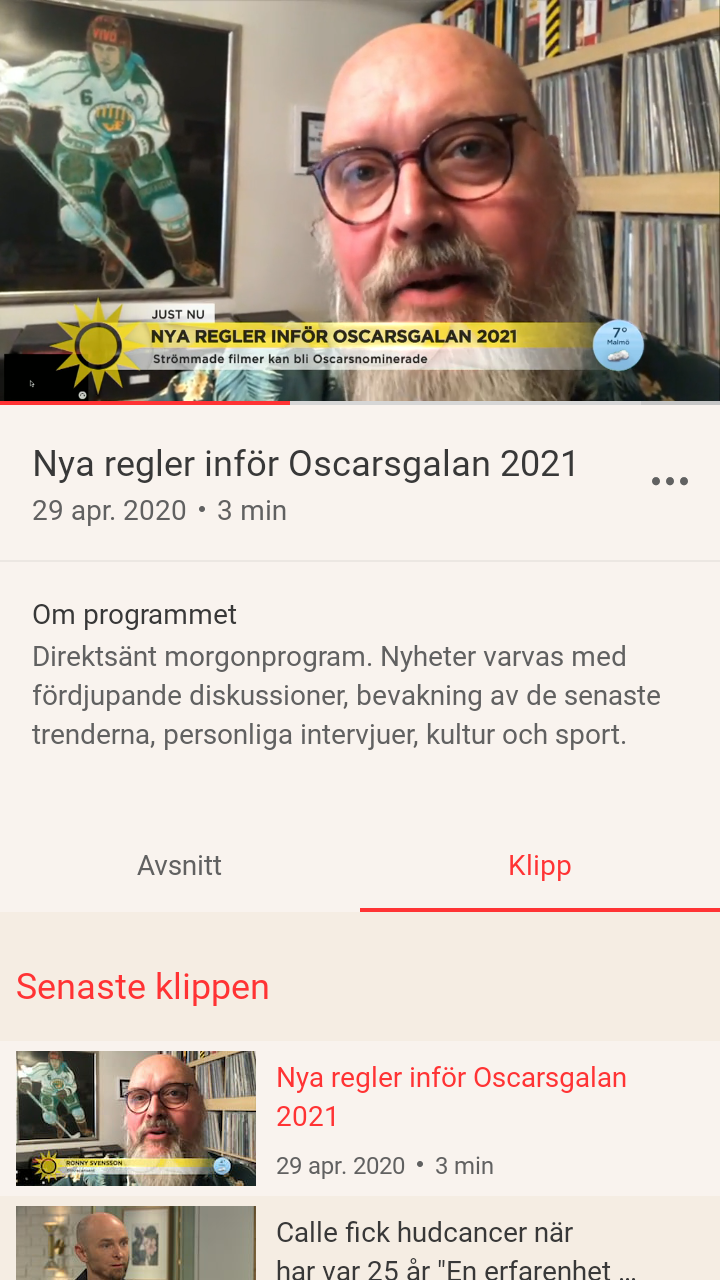 VIVO
6
JUST NU
NYA REGLER INFÖR OSCARSGALAN 2021
Strömmade filmer kan bli Oscarsnominerade
7°
Malmö
Nya regler inför Oscarsgalan 2021
29 apr. 2020 • 3 min
Om programmet
Direktsänt morgonprogram. Nyheter varvas med
fördjupande diskussioner, bevakning av de senaste
trenderna, personliga intervjuer, kultur och sport.
Avsnitt
Klipp
Senaste klippen
RONNY SVENSSON
Nya regler inför Oscarsgalan
2021
29 apr. 2020 • 3 min
Calle fick hudcancer när
han var 25 år "En erfarenhet ...